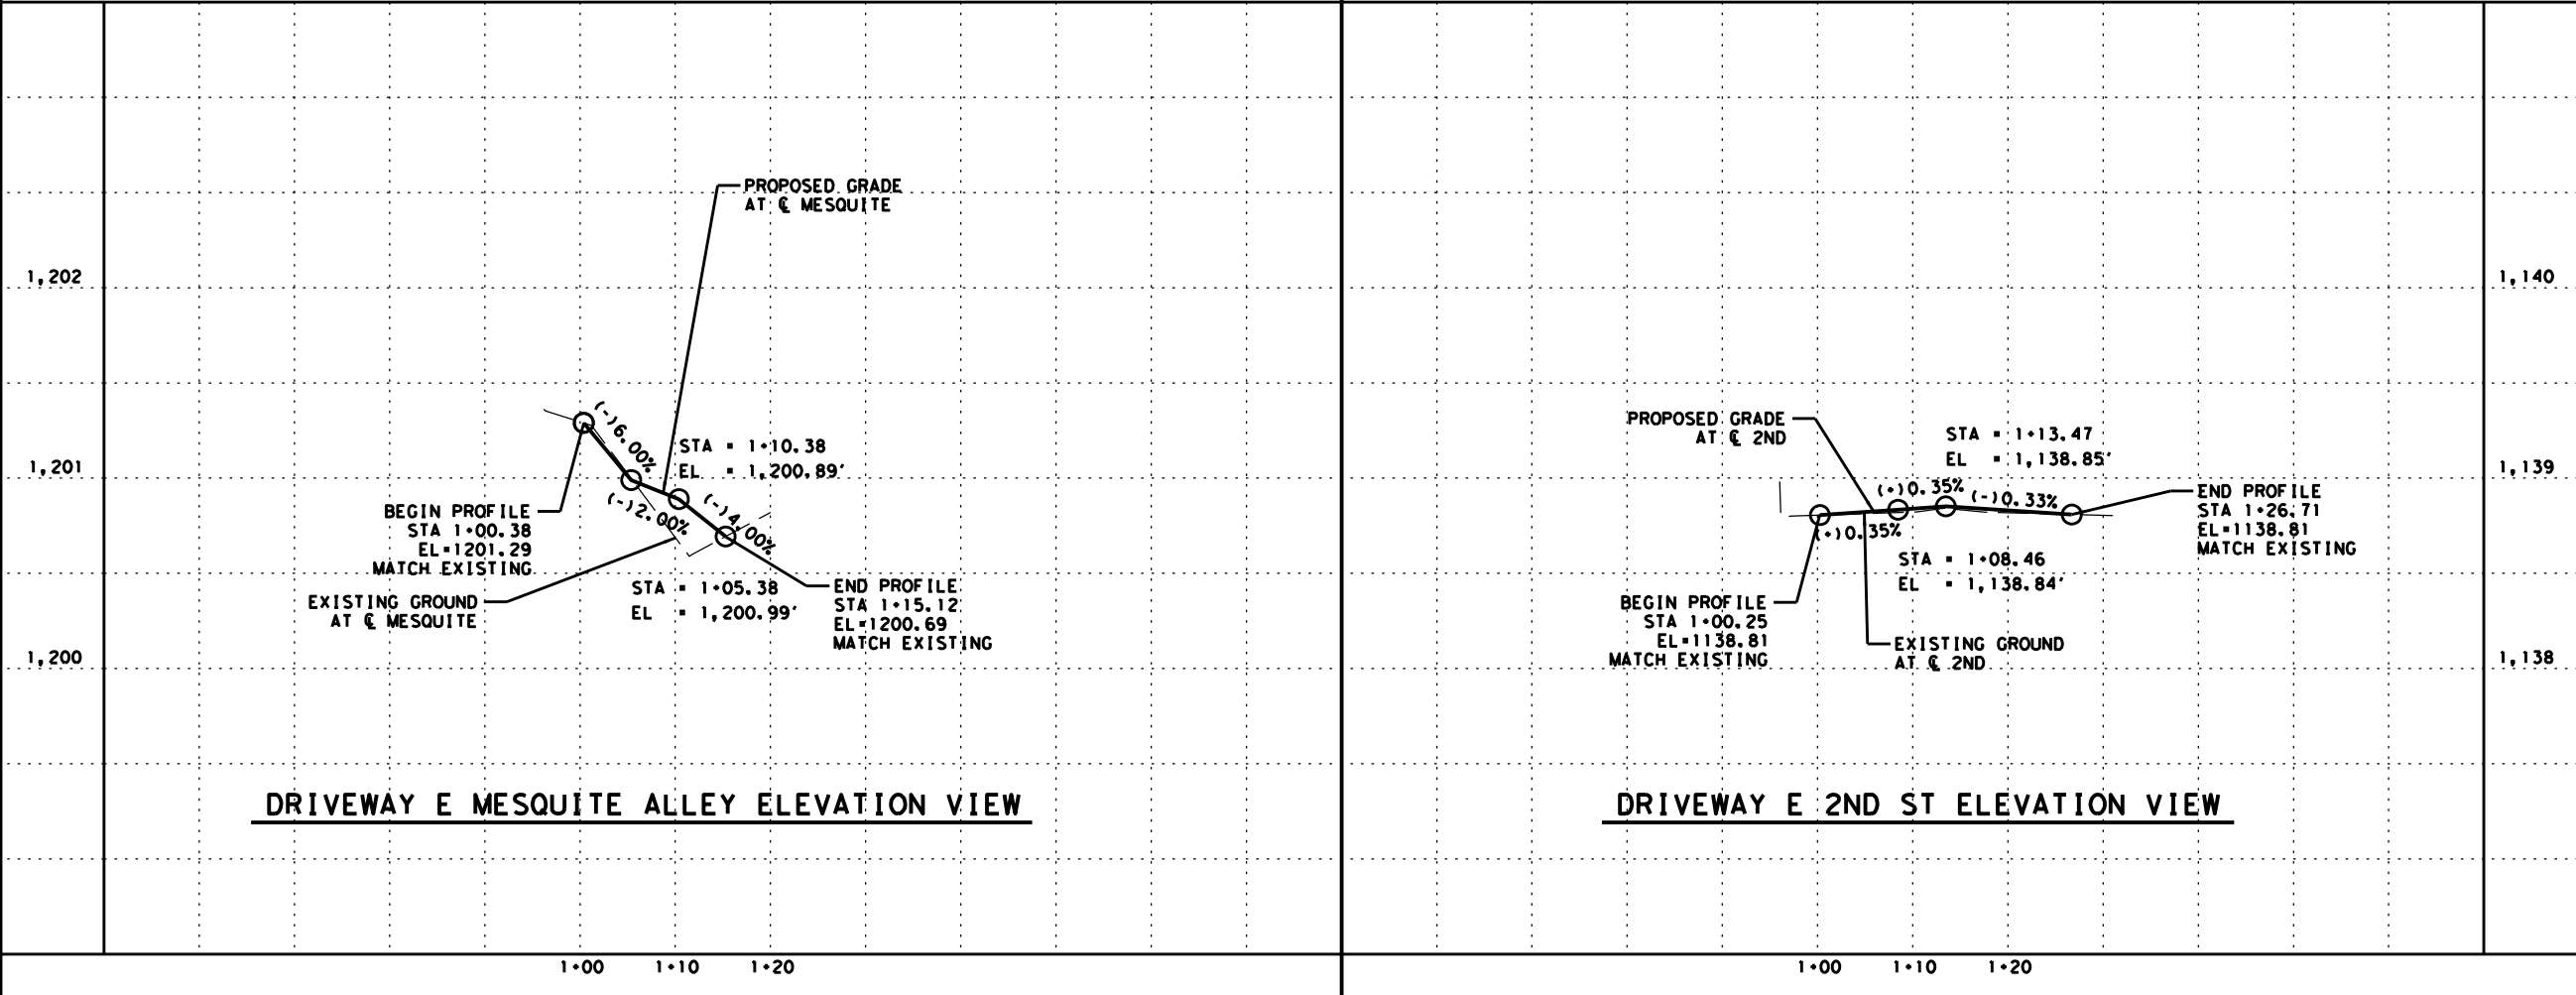 PROPOSED GRADE
AT ℄ MESQUITE
1,202
1,201
1,200
(-)6.00%
STA = 1+10.38
EL = 1,200.89'
(-)2.00%
(-)4.00%
BEGIN PROFILE
STA 1+00.38
EL=1201.29
MATCH EXISTING
EXISTING GROUND
AT ℄ MESQUITE
STA = 1+05.38
EL = 1,200.99'
END PROFILE
STA 1+15.12
EL=1200.69
MATCH EXISTING
DRIVEWAY E MESQUITE ALLEY ELEVATION VIEW
1+00 1+10 1+20
1,140
1,139
1,138
PROPOSED GRADE
AT ℄ 2ND
STA = 1+13.47
EL = 1,138.85'
(+)0.35%
(-)0.33%
(+)0.35%
END PROFILE
STA 1+26.71
EL=1138.81
MATCH EXISTING
STA = 1+08.46
EL = 1,138.84'
BEGIN PROFILE
STA 1+00.25
EL=1138.81
MATCH EXISTING
EXISTING GROUND
AT ℄ 2ND
DRIVEWAY E 2ND ST ELEVATION VIEW
1+00 1+10 1+20